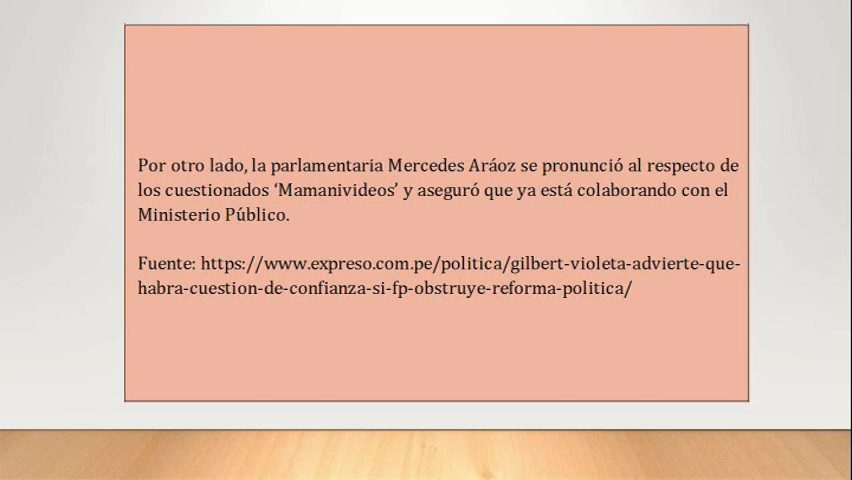 Por otro lado, la parlamentaria Mercedes Aráoz se pronunció al respecto de
los cuestionados ‘Mamanivideos’ y aseguró que ya está colaborando con el
Ministerio Público.
Fuente: https://www.expreso.com.pe/politica/gilbert-violeta-advierte-que-
habra-cuestion-de-confianza-si-fp-obstruye-reforma-politica/